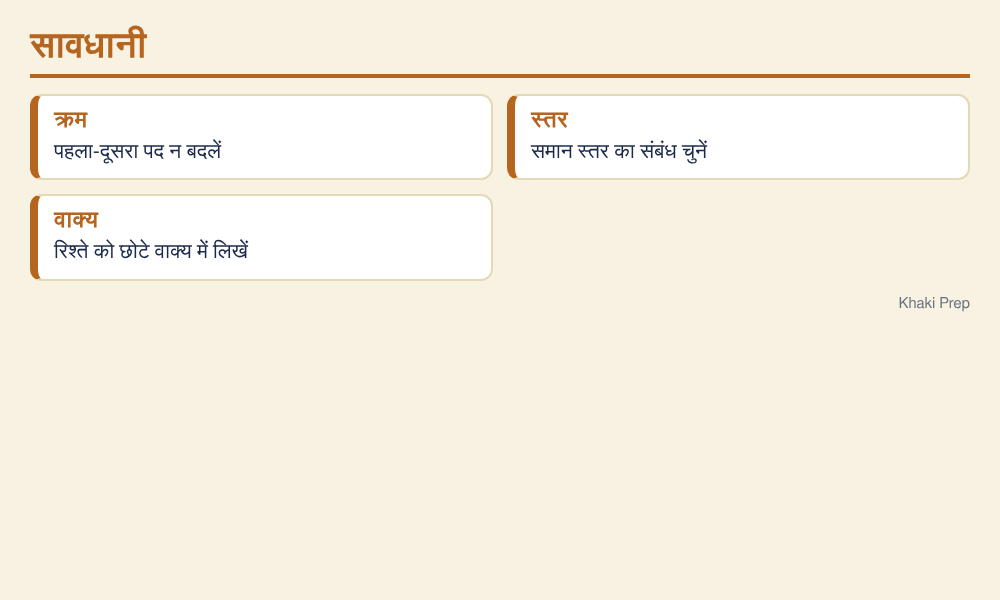 सावधानी
क्रम
पहला-दूसरा पद न बदलें
स्तर
समान स्तर का संबंध चुनें
वाक्य
रिश्ते को छोटे वाक्य में लिखें
Khaki Prep